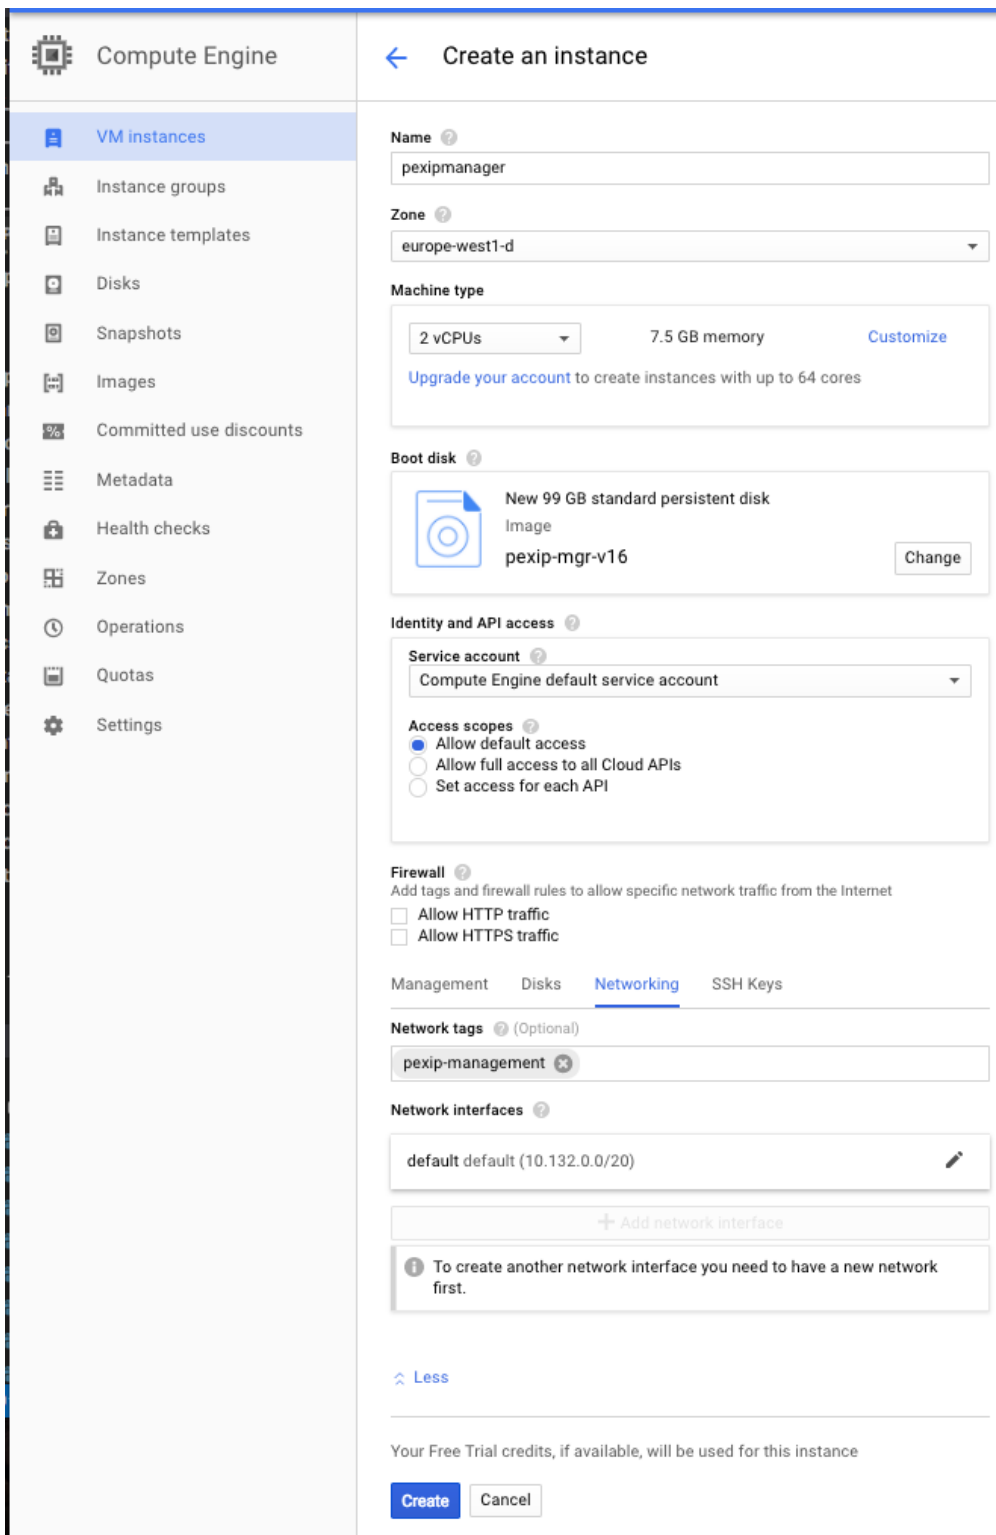 Compute Engine
VM instances
Instance groups
Instance templates
Disks
Snapshots
Images
Committed use discounts
Metadata
Health checks
Zones
Operations
Quotas
Settings
Create an instance
Name
pexipmanager
Zone
europe-west1-d
Machine type
2 vCPUs 7.5 GB memory Customize
Upgrade your account to create instances with up to 64 cores
Boot disk
New 99 GB standard persistent disk
Image
pexip-mgr-v16
Change
Identity and API access
Service account
Compute Engine default service account
Access scopes
Allow default access
Allow full access to all Cloud APIs
Set access for each API
Firewall
Add tags and firewall rules to allow specific network traffic from the Internet
Allow HTTP traffic
Allow HTTPS traffic
Management Disks Networking SSH Keys
Network tags (Optional)
pexip-management
Network interfaces
default default (10.132.0.0/20)
+ Add network interface
To create another network interface you need to have a new network
first.
Less
Your Free Trial credits, if available, will be used for this instance
Create Cancel